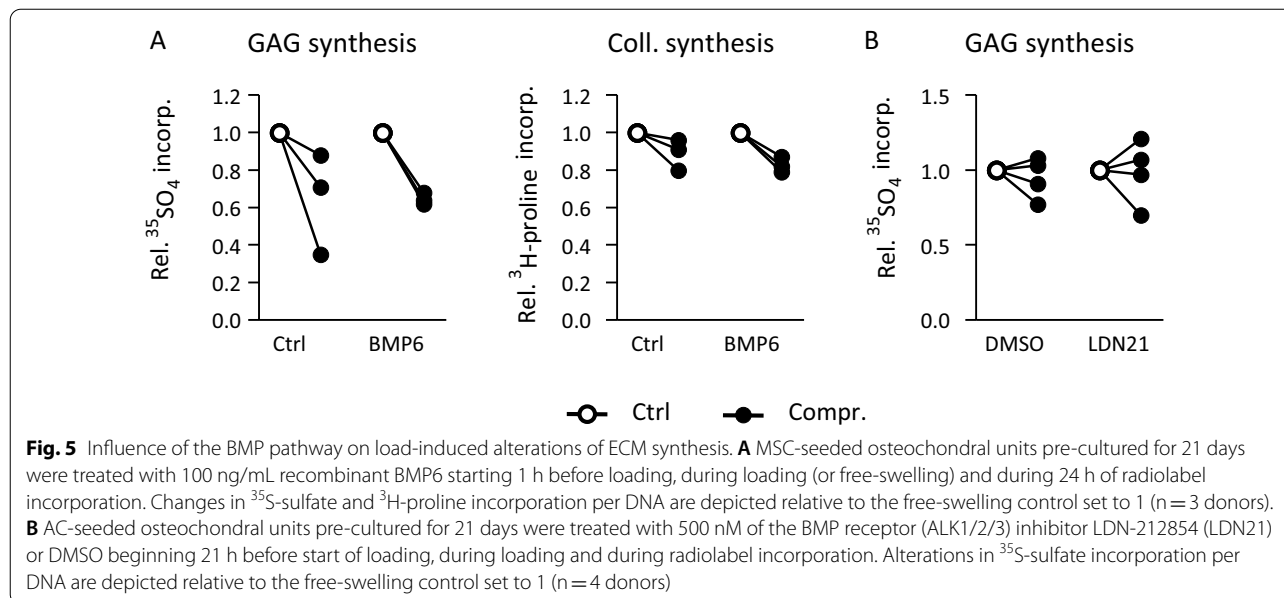 A GAG synthesis
Rel. ³⁵SO₄ incorp.
1.2
1.0
0.8
0.6
0.4
0.2
0.0
Ctrl BMP6
Coll. synthesis
Rel. ³H-proline incorp.
1.2
1.0
0.8
0.6
0.4
0.2
0.0
Ctrl BMP6
B GAG synthesis
Rel. ³⁵SO₄ incorp.
1.5
1.0
0.5
0.0
DMSO LDN21
Ctrl Compr.
Fig. 5 Influence of the BMP pathway on load-induced alterations of ECM synthesis. A MSC-seeded osteochondral units pre-cultured for 21 days
were treated with 100 ng/mL recombinant BMP6 starting 1 h before loading, during loading (or free-swelling) and during 24 h of radiolabel
incorporation. Changes in ³⁵S-sulfate and ³H-proline incorporation per DNA are depicted relative to the free-swelling control set to 1 (n = 3 donors).
B AC-seeded osteochondral units pre-cultured for 21 days were treated with 500 nM of the BMP receptor (ALK1/2/3) inhibitor LDN-212854 (LDN21)
or DMSO beginning 21 h before start of loading, during loading and during radiolabel incorporation. Alterations in ³⁵S-sulfate incorporation per
DNA are depicted relative to the free-swelling control set to 1 (n = 4 donors)